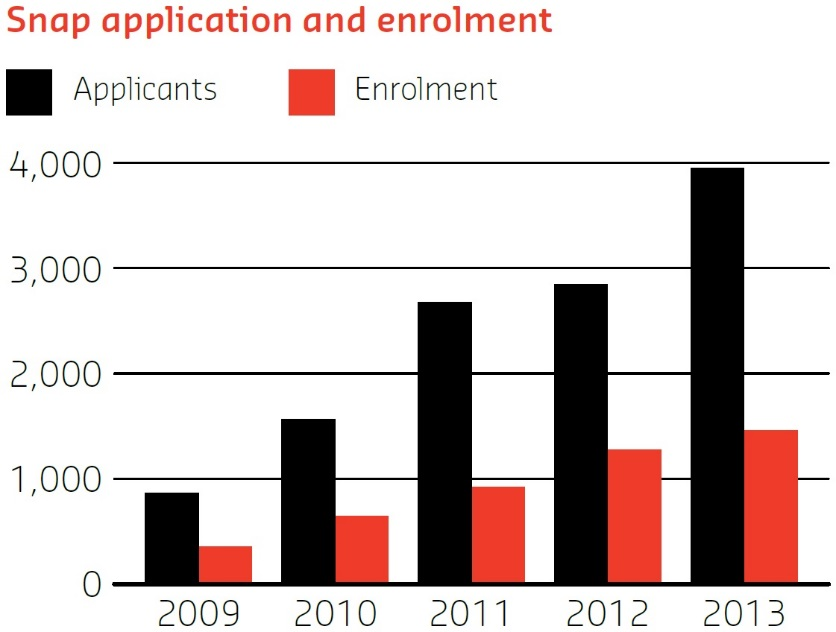 Snap application and enrolment
Applicants Enrolment
4,000
3,000
2,000
1,000
0
2009 2010 2011 2012 2013